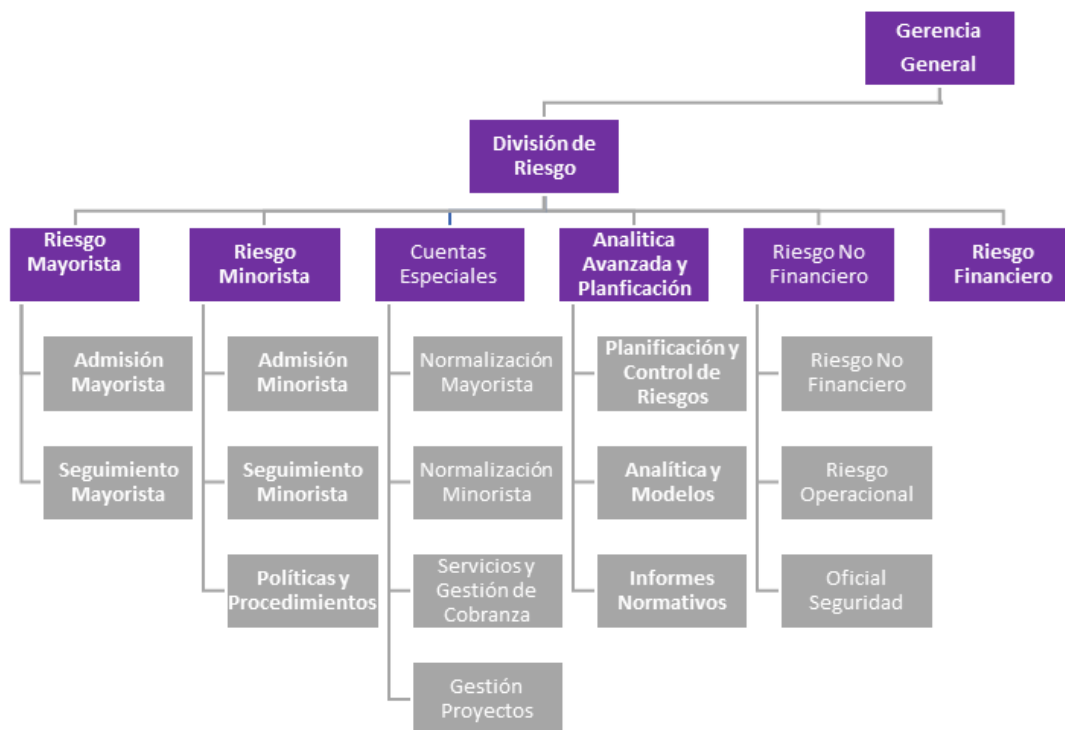 Gerencia
General
División de
Riesgo
Riesgo
Mayorista
Riesgo
Minorista
Cuentas
Especiales
Analitica
Avanzada y
Planficación
Riesgo No
Financiero
Riesgo
Financiero
Admisión
Mayorista
Admisión
Minorista
Normalización
Mayorista
Planificación y
Control de
Riesgos
Riesgo No
Financiero
Seguimiento
Mayorista
Seguimiento
Minorista
Normalización
Minorista
Analítica y
Modelos
Riesgo
Operacional
Políticas y
Procedimientos
Servicios y
Gestión de
Cobranza
Informes
Normativos
Oficial
Seguridad
Gestión
Proyectos